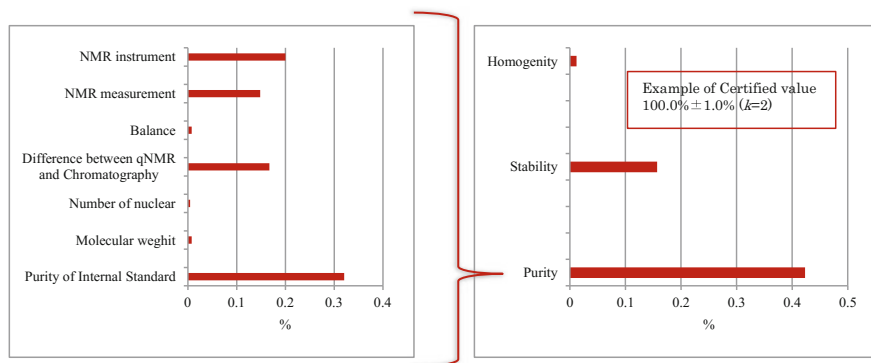 NMR instrument
NMR measurement
Balance
Difference between qNMR
and Chromatography
Number of nuclear
Molecular weghit
Purity of Internal Standard
0 0.1 0.2 0.3 0.4
%
Homogenity
Example of Certified value
100.0%±1.0% (k=2)
Stability
Purity
0 0.1 0.2 0.3 0.4 0.5
%